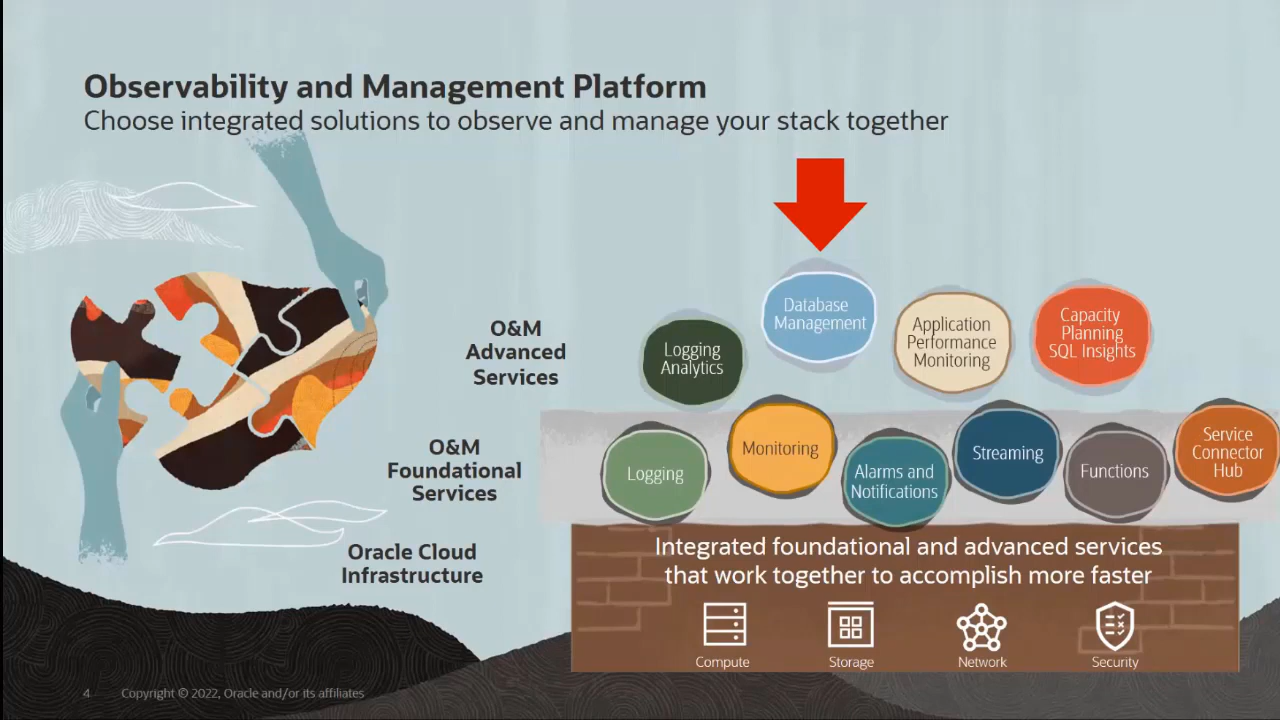 Observability and Management Platform
Choose integrated solutions to observe and manage your stack together
O&M
Advanced
Services
Logging
Analytics
Database
Management
Application
Performance
Monitoring
Capacity
Planning
SQL Insights
O&M
Foundational
Services
Logging
Monitoring
Alarms and
Notifications
Streaming
Functions
Service
Connector
Hub
Oracle Cloud
Infrastructure
Integrated foundational and advanced services
that work together to accomplish more faster
Compute
Storage
Network
Security
4 Copyright © 2022, Oracle and/or its affiliates